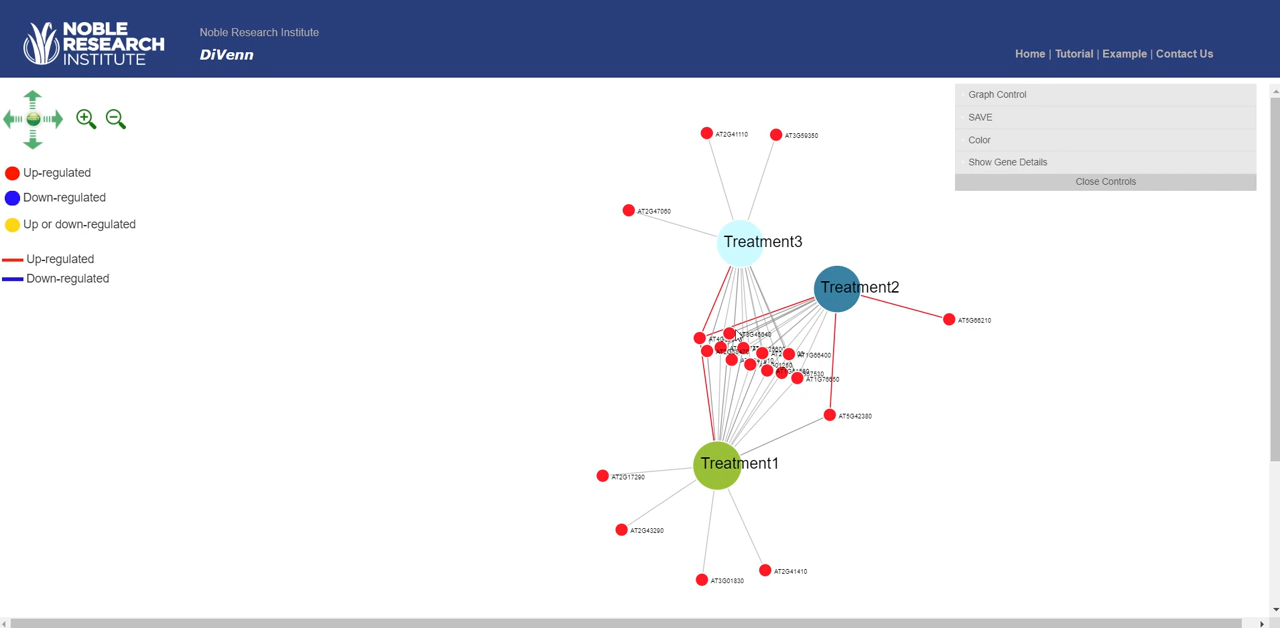 NOBLE
RESEARCH
INSTITUTE
Noble Research Institute
DiVenn
Home | Tutorial | Example | Contact Us
Graph Control
SAVE
Color
Show Gene Details
Close Controls
Up-regulated
Down-regulated
Up or down-regulated
Up-regulated
Down-regulated
AT2G41110
AT3G59350
AT2G47060
Treatment3
Treatment2
AT5G66210
AT1G66400
AT1G76650
AT5G42380
Treatment1
AT2G17290
AT2G43290
AT2G41410
AT3G01830